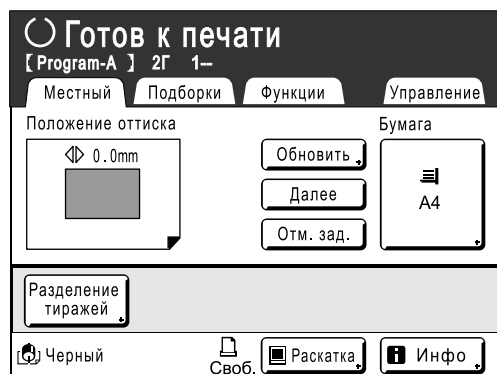 Готов к печати
[Program-A ] 2Г 1–
Местный Подборки Функции Управление
Положение оттиска Бумага
0.0mm
Обновить
Далее
A4
Отм. зад.
Разделение
тиражей
Черный Своб. Раскатка Инфо